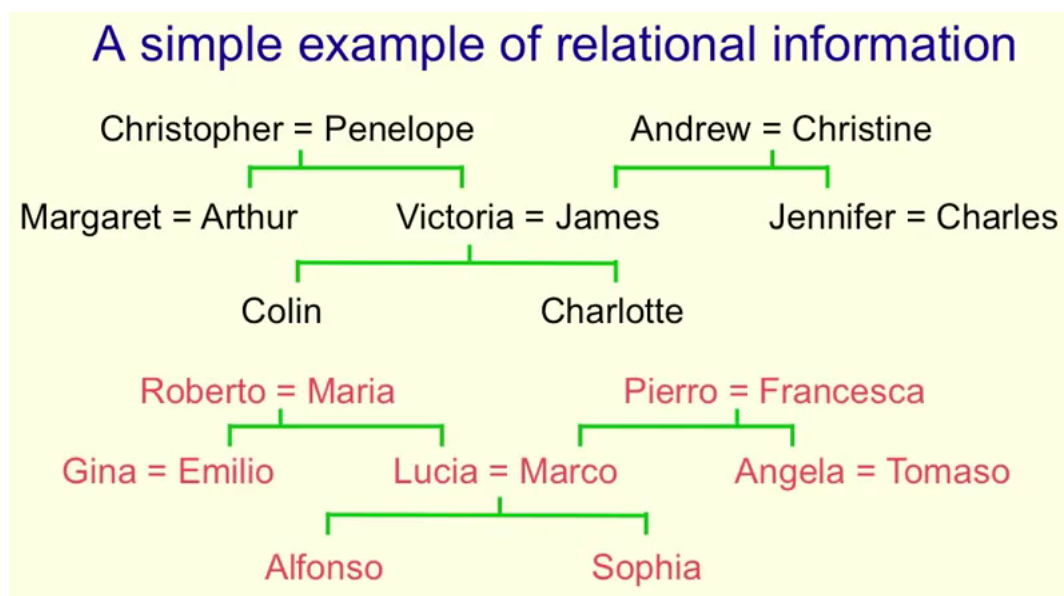 A simple example of relational information
Christopher = Penelope Andrew = Christine
Margaret = Arthur Victoria = James Jennifer = Charles
Colin Charlotte
Roberto = Maria Pierro = Francesca
Gina = Emilio Lucia = Marco Angela = Tomaso
Alfonso Sophia